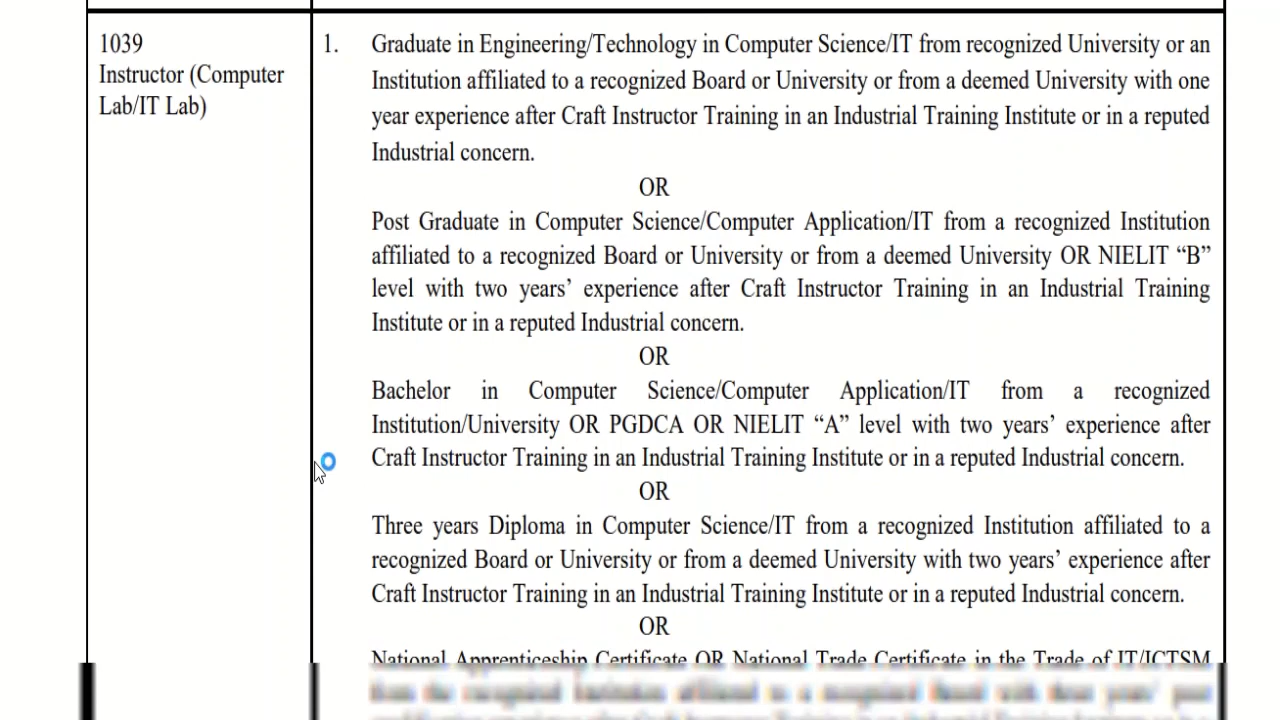 1039
Instructor (Computer
Lab/IT Lab)
1. Graduate in Engineering/Technology in Computer Science/IT from recognized University or an
Institution affiliated to a recognized Board or University or from a deemed University with one
year experience after Craft Instructor Training in an Industrial Training Institute or in a reputed
Industrial concern.
OR
Post Graduate in Computer Science/Computer Application/IT from a recognized Institution
affiliated to a recognized Board or University or from a deemed University OR NIELIT “B”
level with two years’ experience after Craft Instructor Training in an Industrial Training
Institute or in a reputed Industrial concern.
OR
Bachelor in Computer Science/Computer Application/IT from a recognized
Institution/University OR PGDCA OR NIELIT “A” level with two years’ experience after
Craft Instructor Training in an Industrial Training Institute or in a reputed Industrial concern.
OR
Three years Diploma in Computer Science/IT from a recognized Institution affiliated to a
recognized Board or University or from a deemed University with two years’ experience after
Craft Instructor Training in an Industrial Training Institute or in a reputed Industrial concern.
OR
National Apprenticeship Certificate OR National Trade Certificate in the Trade of IT/ICTSM